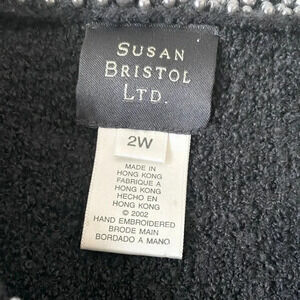 SUSAN
BRISTOL
LTD.
2W
MADE IN
HONG KONG
FABRIQUE A
HONG KONG
HECHO EN
HONG KONG
© 2002
HAND EMBROIDERED
BRODE MAIN
BORDADO A MANO